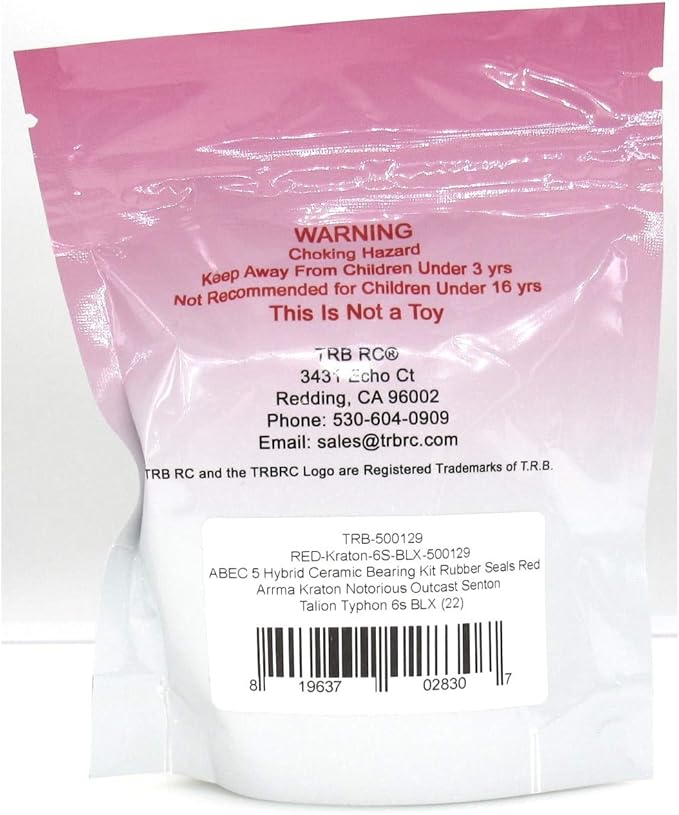 WARNING
Choking Hazard
Keep Away From Children Under 3 yrs
Not Recommended for Children Under 16 yrs
This Is Not a Toy
TRB RC®
3431 Echo Ct
Redding, CA 96002
Phone: 530-604-0909
Email: sales@trbrc.com
TRB RC and the TRBRC Logo are Registered Trademarks of T.R.B.
TRB-500129
RED-Kraton-6S-BLX-500129
ABEC 5 Hybrid Ceramic Bearing Kit Rubber Seals Red
Arrma Kraton Notorious Outcast Senton
Talion Typhon 6s BLX (22)
8 19637 02830 7